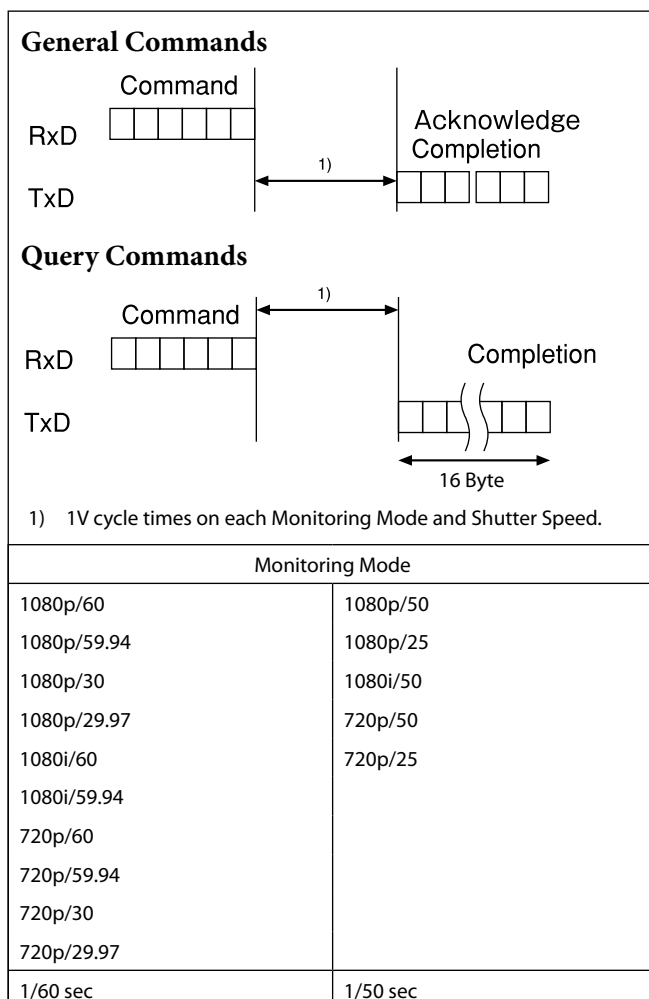 General Commands
Command
RxD
Acknowledge
Completion
1)
TxD
Query Commands
1)
Command
RxD
Completion
TxD
16 Byte
1) 1V cycle times on each Monitoring Mode and Shutter Speed.
Monitoring Mode
1080p/60 1080p/50
1080p/59.94 1080p/25
1080p/30 1080i/50
1080p/29.97 720p/50
1080i/60 720p/25
1080i/59.94
720p/60
720p/59.94
720p/30
720p/29.97
1/60 sec 1/50 sec